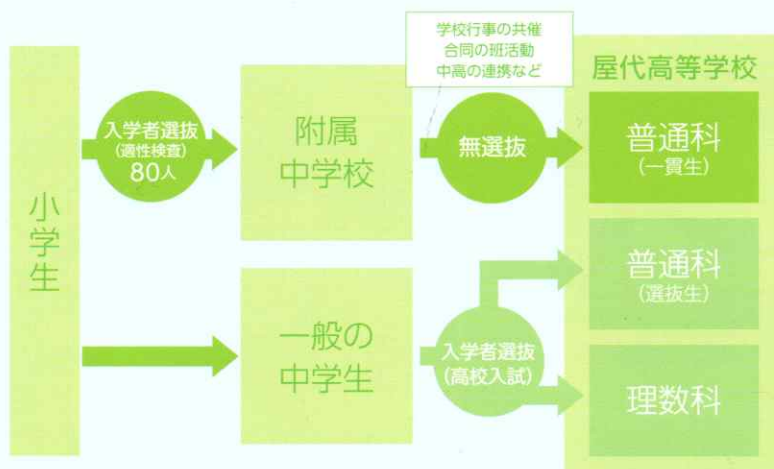 学校行事の共催
合同の班活動
中高の連携など
屋代高等学校
小学生
入学者選抜
(適性検査)
80人
附属
中学校
無選抜
普通科
(一貫生)
普通科
(選抜生)
一般の
中学生
入学者選抜
(高校入試)
理数科